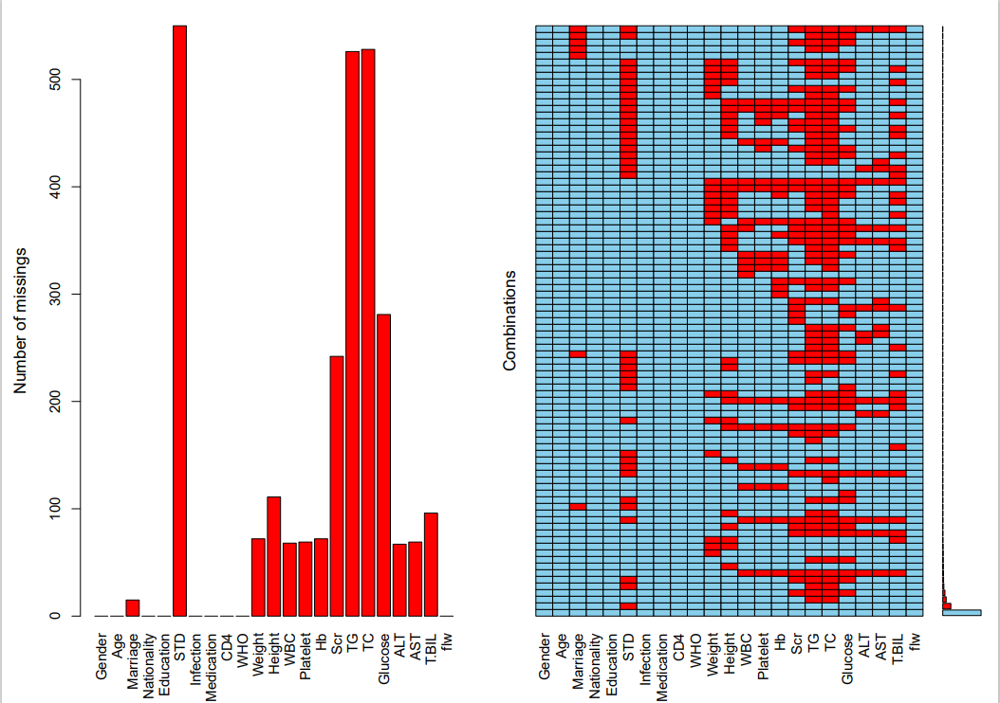 Number of missings
500
400
300
200
100
0
Gender
Age
Marriage
Nationality
Education
STD
Infection
Medication
CD4
WHO
Weight
Height
WBC
Platelet
Hb
Scr
TG
TC
Glucose
ALT
AST
T.BIL
flw
Combinations
Gender
Age
Marriage
Nationality
Education
STD
Infection
Medication
CD4
WHO
Weight
Height
WBC
Platelet
Hb
Scr
TG
TC
Glucose
ALT
AST
T.BIL
flw